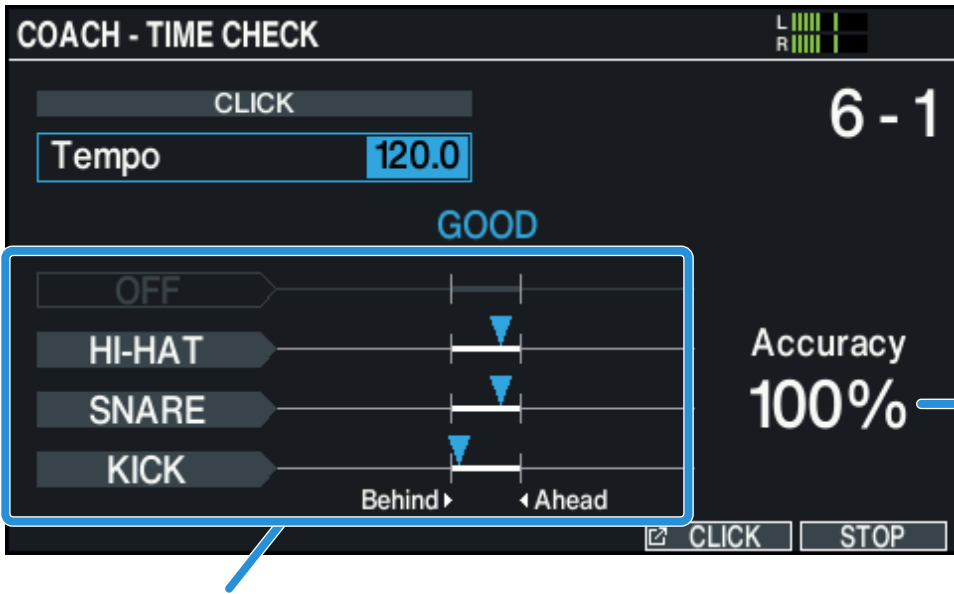 COACH - TIME CHECK
L
R
CLICK
6 - 1
Tempo 120.0
GOOD
OFF
HI-HAT
Accuracy
SNARE
100%
KICK
Behind Ahead
CLICK STOP